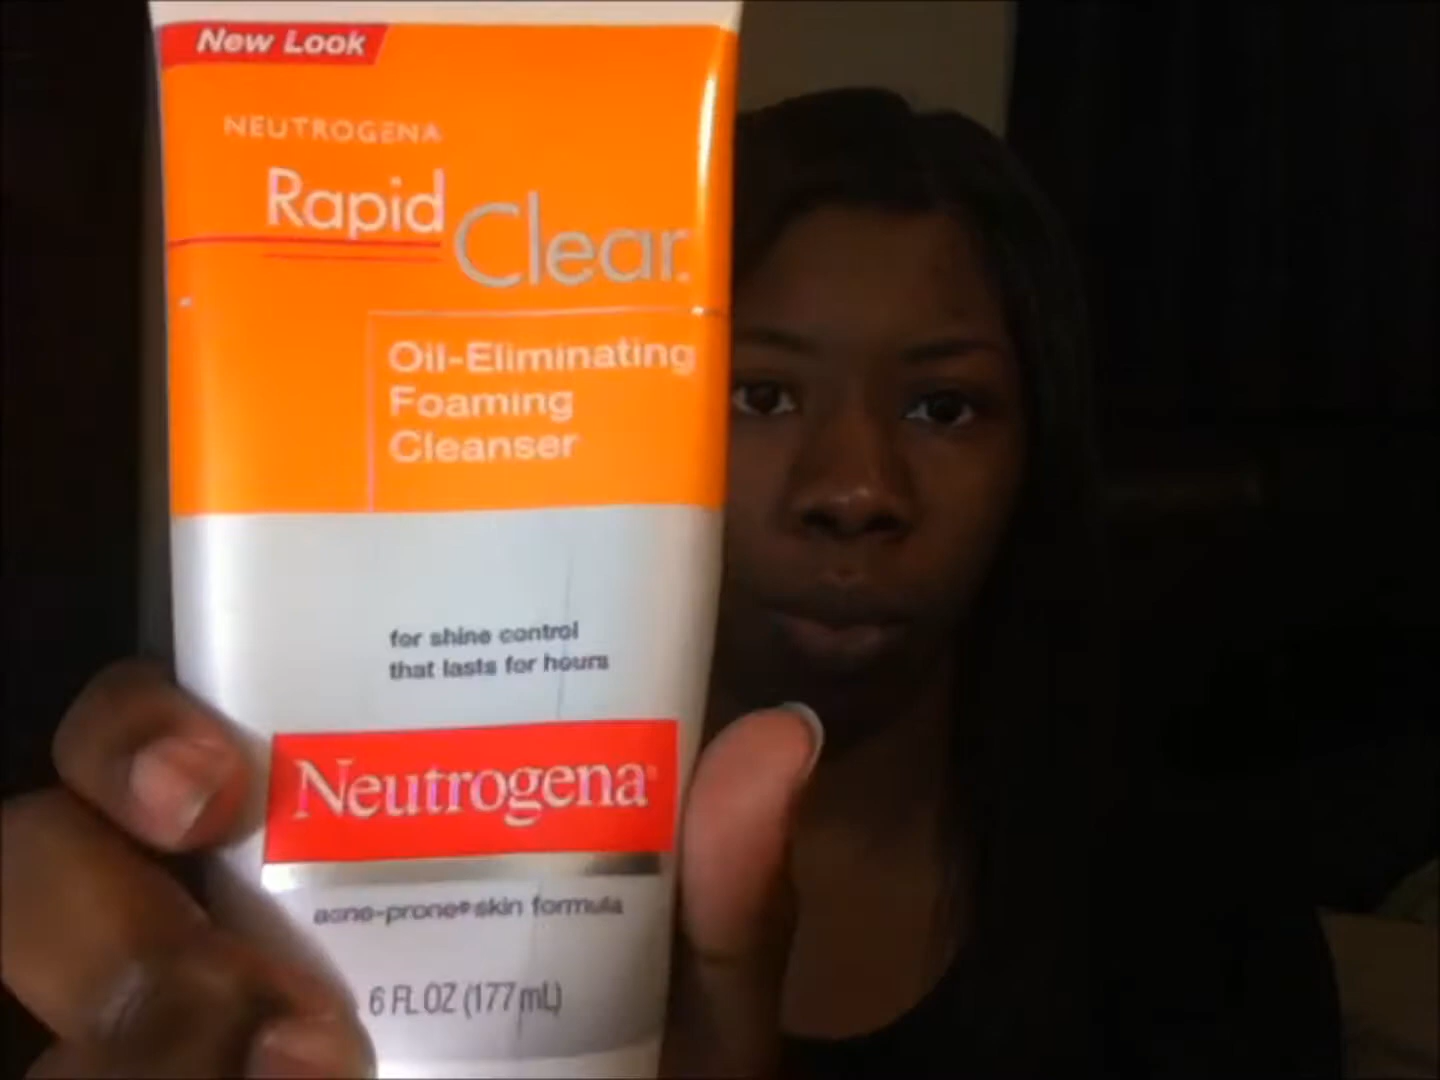 New Look
NEUTROGENA
Rapid
Clear.
Oil-Eliminating
Foaming
Cleanser
for shine control
that lasts for hours
Neutrogena®
acne-prone skin formula
6 FL OZ (177 mL)